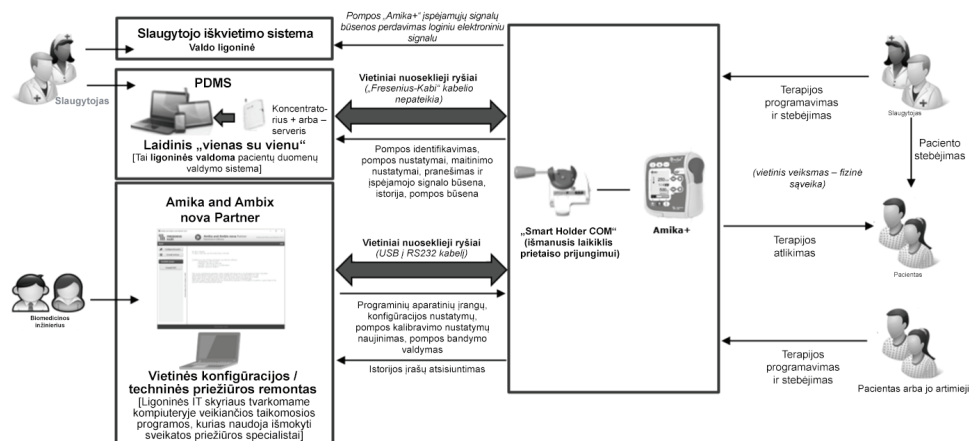 Slaugytojo iškvietimo sistema
Valdo ligoninė
Slaugytojas
PDMS
Koncentrato-
rius + arba –
serveris
Laidinis „vienas su vienu“
[Tai ligoninės valdoma pacientų duomenų
valdymo sistema]
Amika and Ambix
nova Partner
Biomedicinos
inžinierius
Vietinės konfigūracijos /
techninės priežiūros remontas
[Ligoninės IT skyriaus tvarkomame
kompiuteryje veikiančios taikomosios
programos, kurias naudoja išmokyti
sveikatos priežiūros specialistai]
Pompos „Amika+“ įspėjamųjų signalų
būsenos perdavimas loginiu elektroniniu
signalu
Vietiniai nuoseklieji ryšiai
(„Fresenius-Kabi“ kabelio
nepateikia)
Pompos identifikavimas,
pompos nustatymai, maitinimo
nustatymai, pranešimas ir
įspėjamojo signalo būsena,
istorija, pompos būsena
Vietiniai nuoseklieji ryšiai
(USB į RS232 kabelį)
Programinių aparatinių įrangų,
konfigūracijos nustatymų,
pompos kalibravimo nustatymų
naujinimas, pompos bandymo
valdymas
Istorijos įrašų atsisiuntimas
„Smart Holder COM“
(išmanusis laikiklis
prietaiso prijungimui)
Amika+
Terapijos
programavimas
ir stebėjimas
Slaugytojas
Paciento
stebėjimas
(vietinis veiksmas – fizinė
sąveika)
Terapijos
atlikimas
Pacientas
Terapijos
programavimas
ir stebėjimas
Pacientas arba jo artimieji